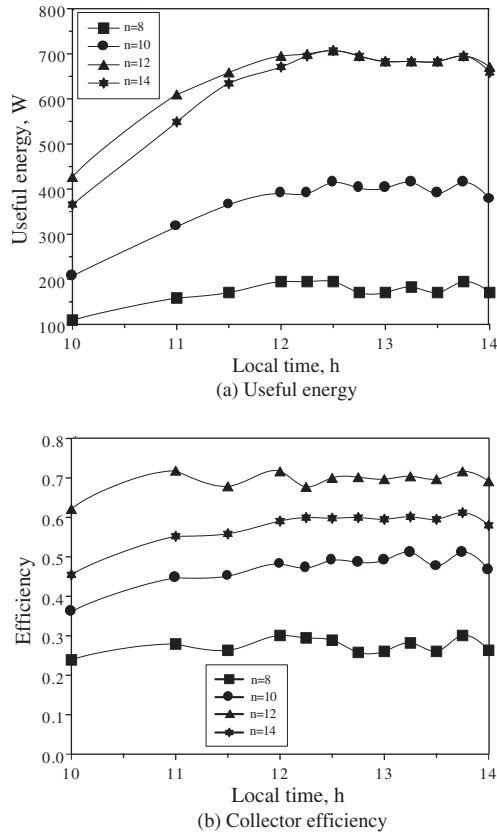 800
700
600
500
400
300
200
100
Useful energy, W
n=8
n=10
n=12
n=14
10
11
12
13
14
Local time, h
(a) Useful energy
0.8
0.7
0.6
0.5
0.4
0.3
0.2
0.1
0.0
Efficiency
n=8
n=10
n=12
n=14
10
11
12
13
14
Local time, h
(b) Collector efficiency